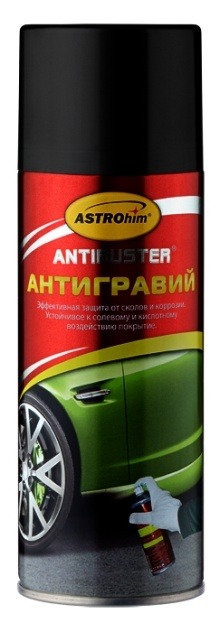 ASTROhim®
ANTIRUSTER®
АНТИГРАВИЙ
Эффективная защита от сколов и коррозии.
Устойчивое к солевому и кислотному
воздействию покрытие.